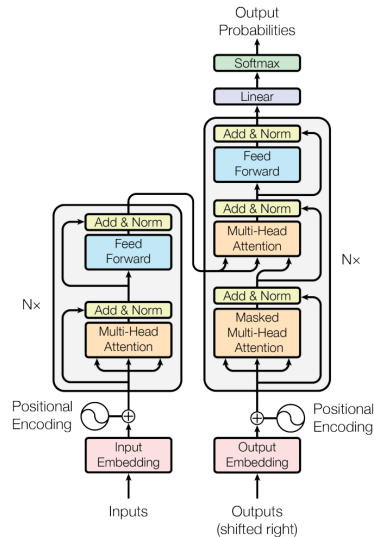 Output
Probabilities
Softmax
Linear
Add & Norm
Feed
Forward
Add & Norm
Multi-Head
Attention
Add & Norm
Masked
Multi-Head
Attention
N×
Add & Norm
Feed
Forward
N×
Add & Norm
Multi-Head
Attention
Positional
Encoding
Positional
Encoding
Input
Embedding
Output
Embedding
Inputs
Outputs
(shifted right)